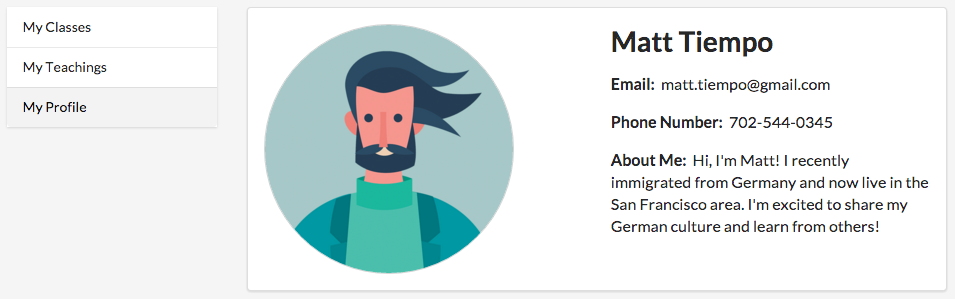 My Classes
My Teachings
My Profile
Matt Tiempo
Email: matt.tiempo@gmail.com
Phone Number: 702-544-0345
About Me: Hi, I'm Matt! I recently
immigrated from Germany and now live in the
San Francisco area. I'm excited to share my
German culture and learn from others!